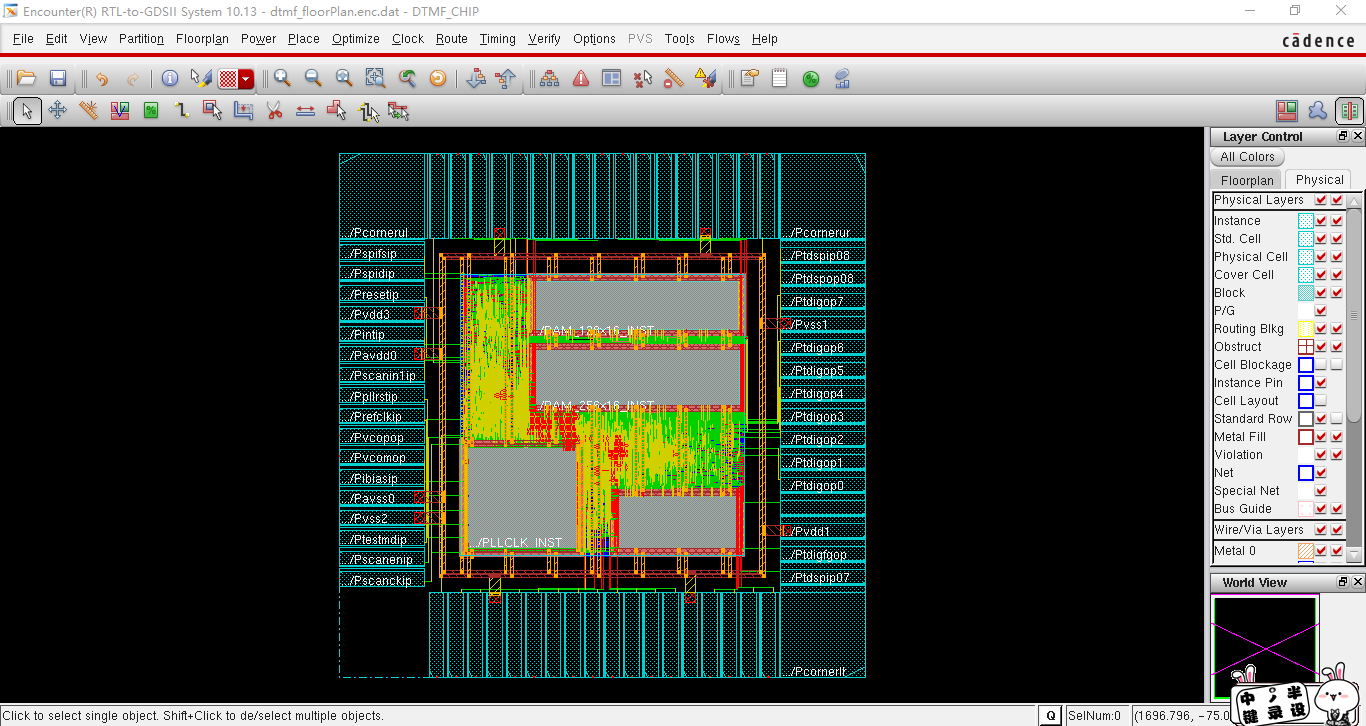 Encounter(R) RTL-to-GDSII System 10.13 - dtmf_floorPlan.enc.dat - DTMF_CHIP
File Edit View Partition Floorplan Power Place Optimize Clock Route Timing Verify Options PVS Tools Flows Help
cādence
Layer Control
All Colors
Floorplan Physical
Physical Layers
Instance
Std. Cell
Physical Cell
Cover Cell
Block
P/G
Routing Blkg
Obstruct
Cell Blockage
Instance Pin
Cell Layout
Standard Row
Metal Fill
Violation
Net
Special Net
Bus Guide
Wire/Via Layers
Metal 0
World View
../Pcornerul
../Pspifsip
../Pspidip
../Presetip
../Pvdd3
../Pintip
../Pavdd0
../Pscanin1ip
../Ppllrstip
../Prefclkip
../Pvcopop
../Pvcomop
../Pibiasip
../Pavss0
../Pvss2
../Ptestmdip
../Pscanenip
../Pscanckip
../RAM_128x16_INST
../RAM_256x16_INST
../PLLCLK_INST
../Pcornerur
../Ptdspip08
../Ptdspop08
../Ptdigop7
../Pvss1
../Ptdigop6
../Ptdigop5
../Ptdigop4
../Ptdigop3
../Ptdigop2
../Ptdigop1
../Ptdigop0
../Pvdd1
../Ptdigfgop
../Ptdspip07
../Pcornerlr
Click to select single object. Shift+Click to de/select multiple objects.
Q
SelNum:0
(1696.796, -75.0
中 ° 半
键 录 设